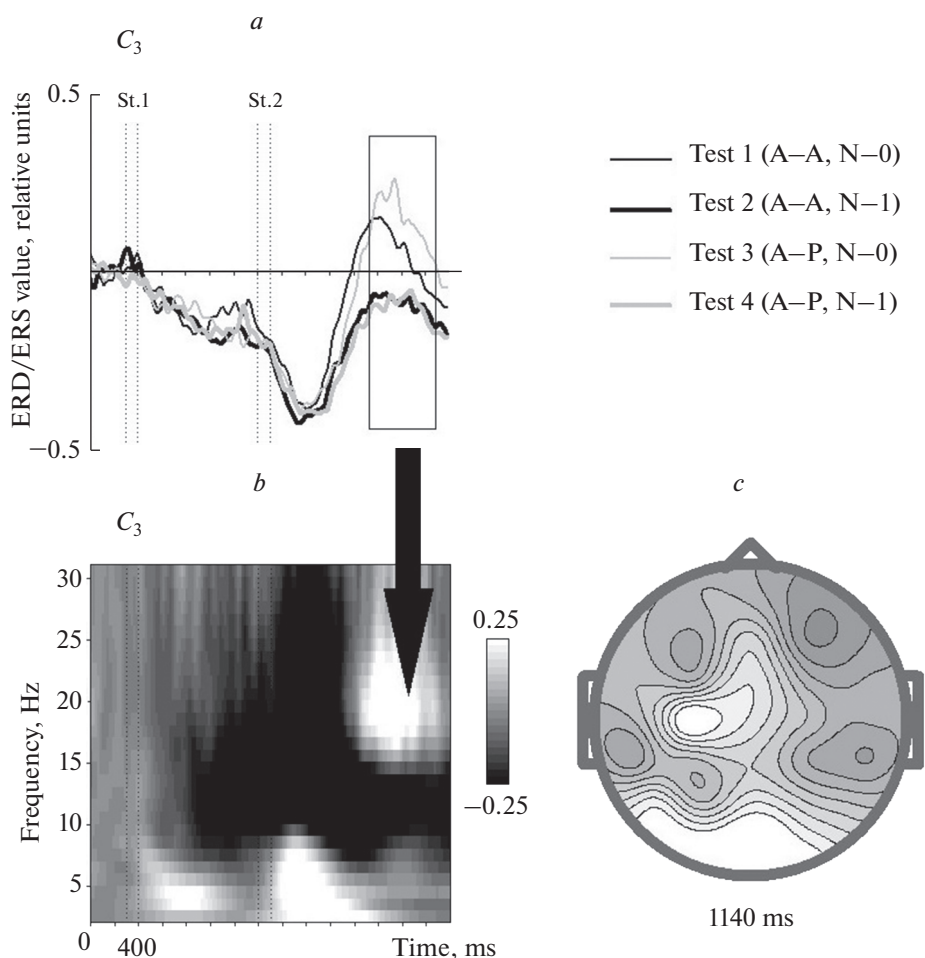 a
C3
0.5
St.1
St.2
ERD/ERS value, relative units
−0.5
Test 1 (A–A, N–0)
Test 2 (A–A, N–1)
Test 3 (A–P, N–0)
Test 4 (A–P, N–1)
b
C3
30
25
20
15
10
5
Frequency, Hz
0
400
Time, ms
0.25
−0.25
c
1140 ms